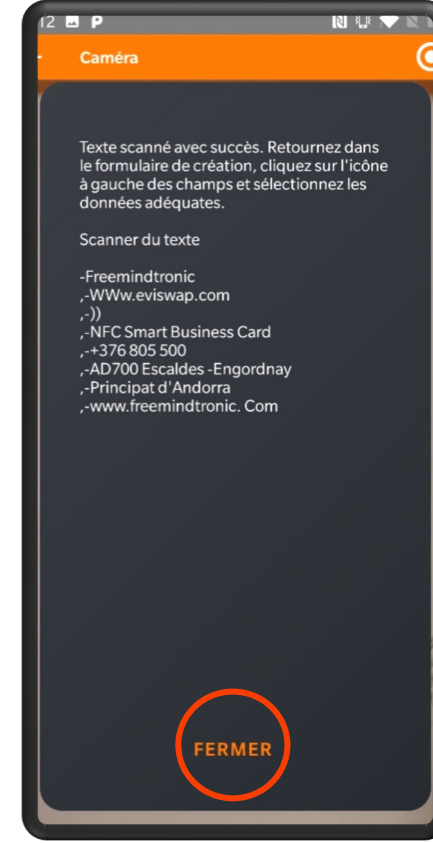 12 P
Caméra
Texte scanné avec succès. Retournez dans
le formulaire de création, cliquez sur l'icône
à gauche des champs et sélectionnez les
données adéquates.
Scanner du texte
-Freemindtronic
,-WWw.eviswap.com
,-))
,-NFC Smart Business Card
,-+376 805 500
,-AD700 Escaldes -Engordnay
,-Principat d'Andorra
,-www.freemindtronic. Com
FERMER